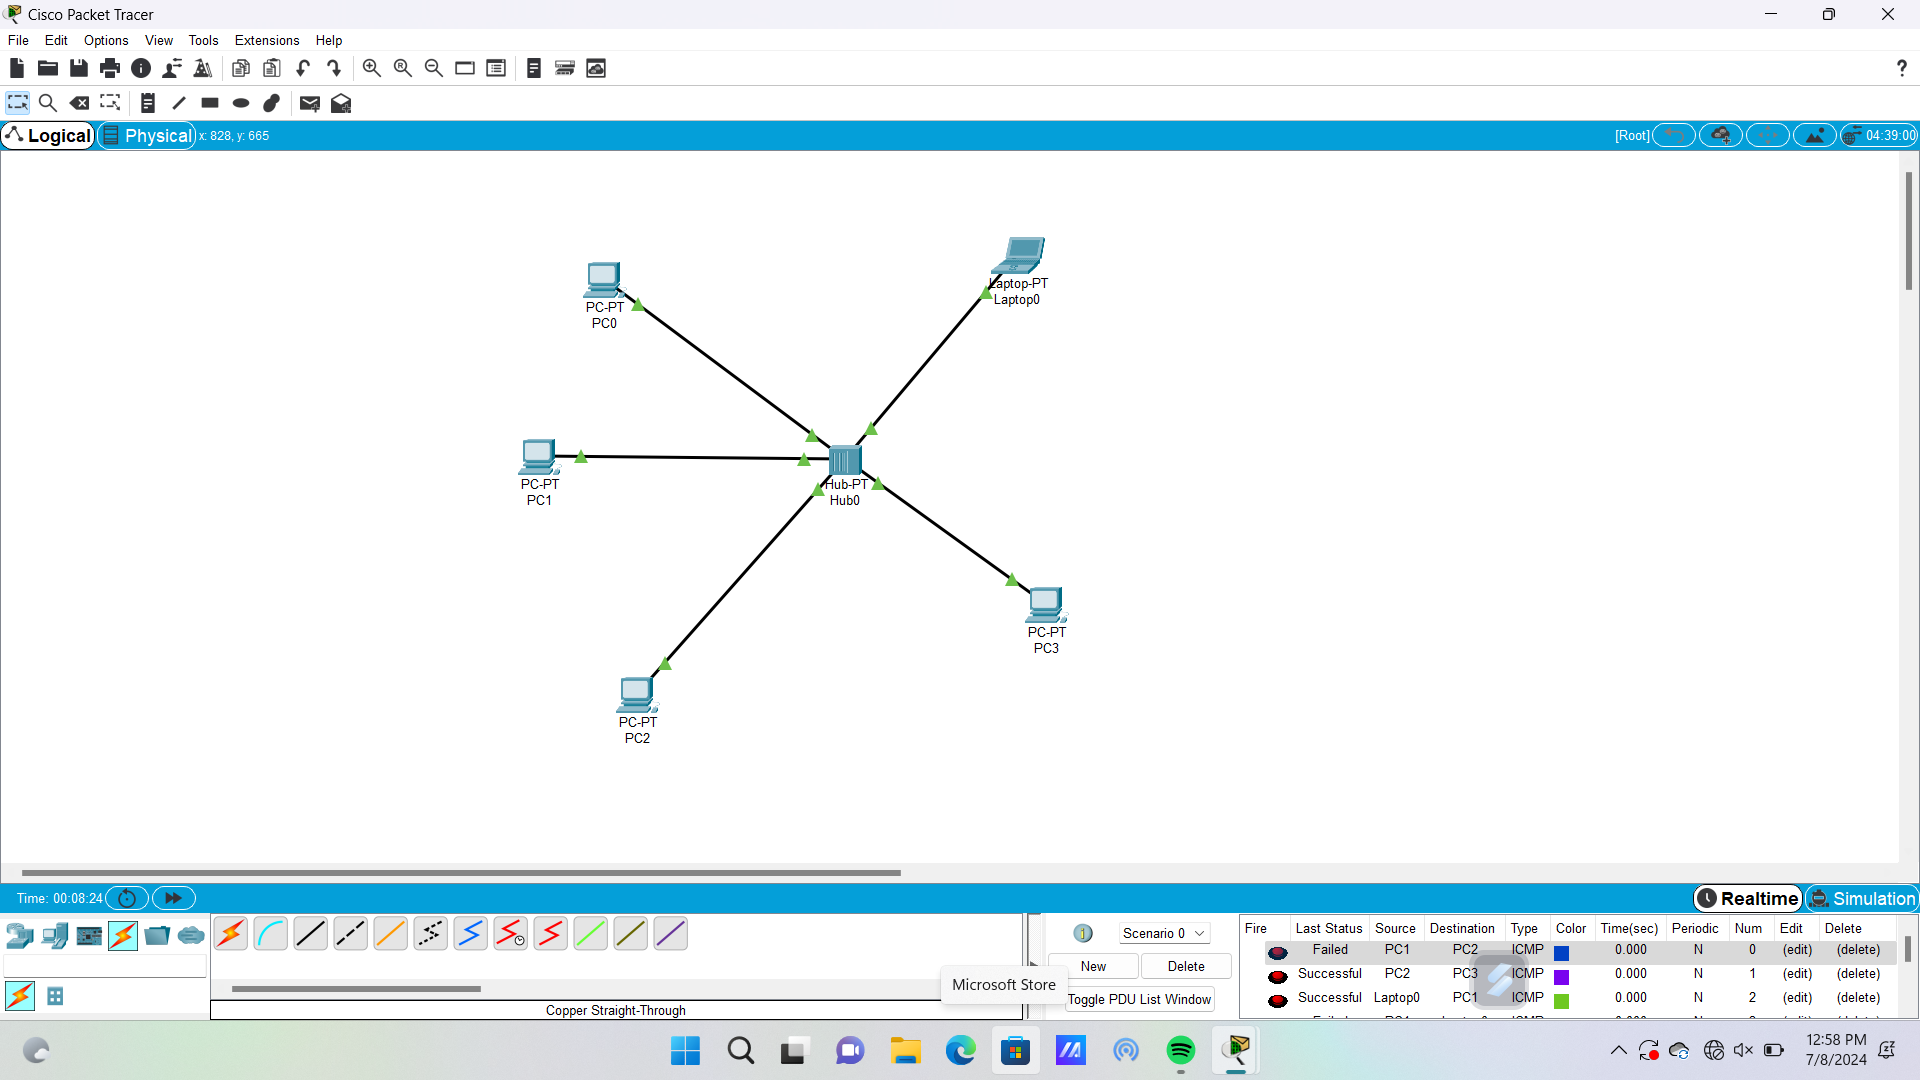 Cisco Packet Tracer
File Edit Options View Tools Extensions Help
?
Logical Physical x: 828, y: 665 [Root] 04:39:00
Laptop-PT
Laptop0
PC-PT
PC0
PC-PT
PC1
Hub-PT
Hub0
PC-PT
PC3
PC-PT
PC2
Time: 00:08:24 Realtime Simulation
Scenario 0
New Delete
Toggle PDU List Window
Fire Last Status Source Destination Type Color Time(sec) Periodic Num Edit Delete
Failed PC1 PC2 ICMP 0.000 N 0 (edit) (delete)
Successful PC2 PC3 ICMP 0.000 N 1 (edit) (delete)
Successful Laptop0 PC1 ICMP 0.000 N 2 (edit) (delete)
Microsoft Store
Copper Straight-Through
12:58 PM
7/8/2024